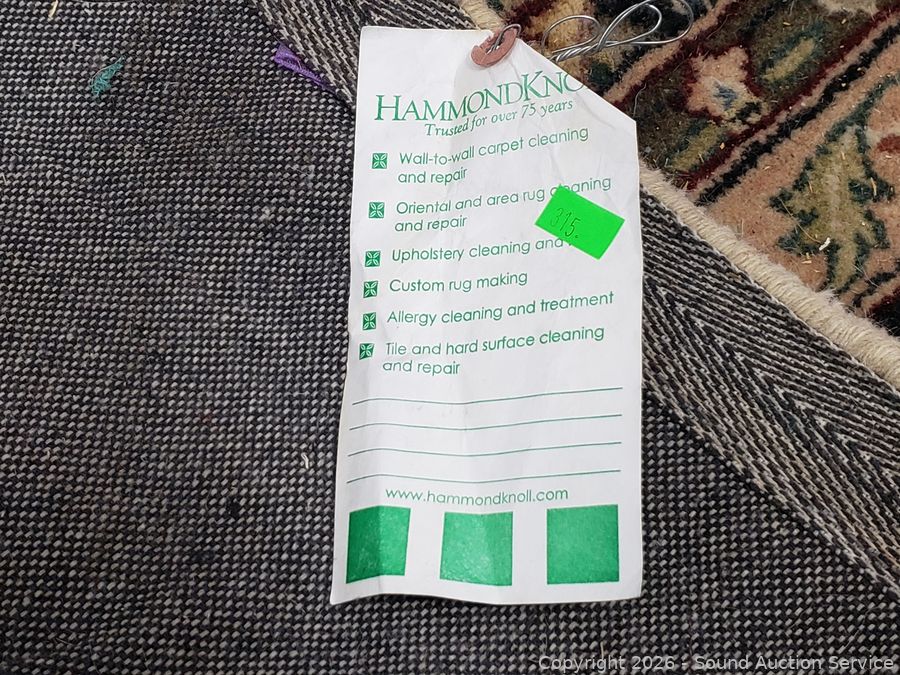 HAMMONDKNO
Trusted for over 75 years
Wall-to-wall carpet cleaning
and repair
Oriental and area rug cleaning
and repair
315.
Upholstery cleaning and
Custom rug making
Allergy cleaning and treatment
Tile and hard surface cleaning
and repair
www.hammondknoll.com
Copyright 2026 - Sound Auction Service